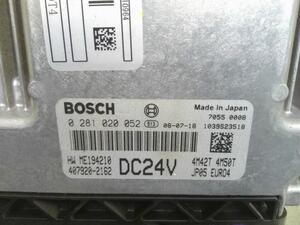 BOSCH
Made in Japan
0 281 020 052 913 08-07-18
7055 0008
1039S23518
HW ME194210
407920-2162
DC24V
4M42T 4M50T
JP05 EURO4